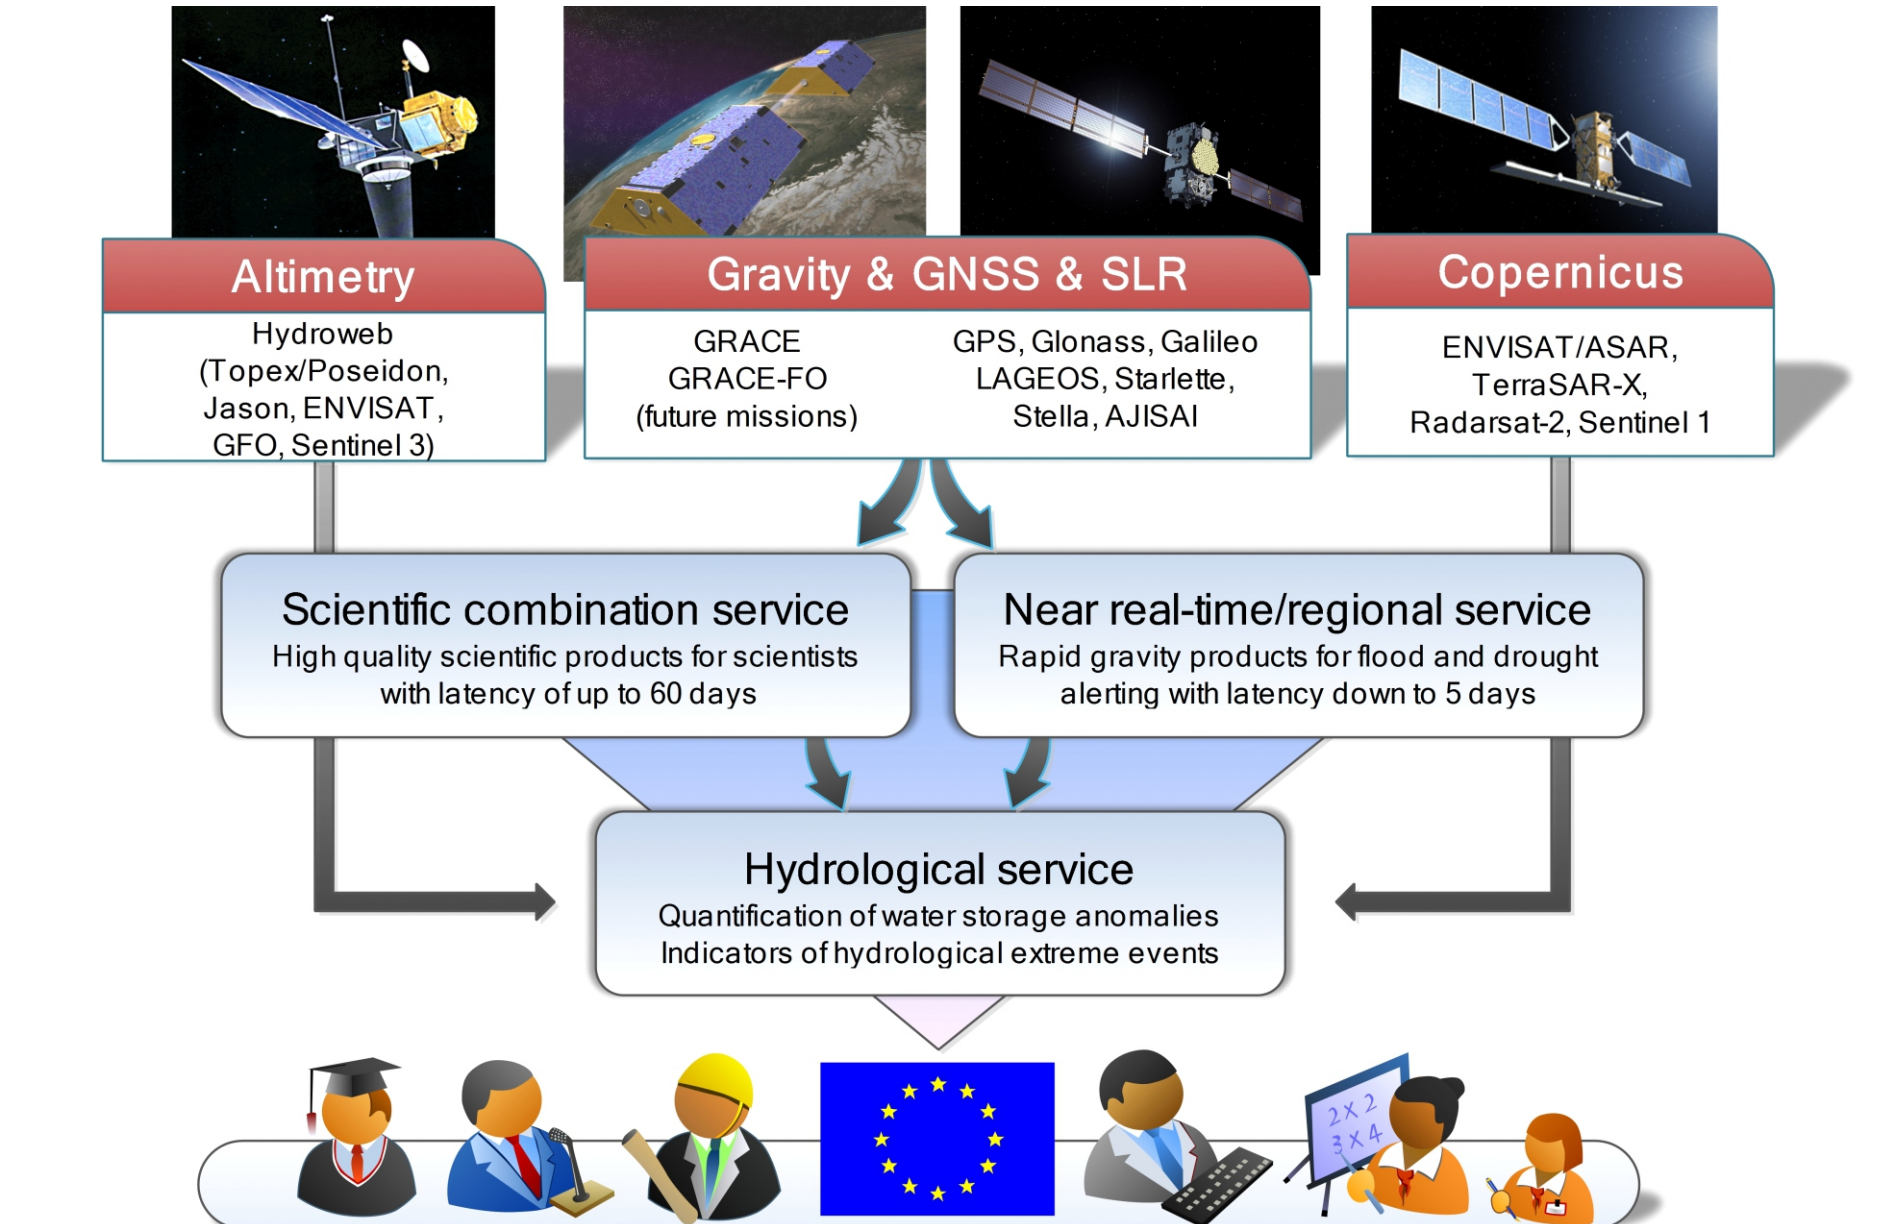 Altimetry
Hydroweb
(Topex/Poseidon,
Jason, ENVISAT,
GFO, Sentinel 3)
Gravity & GNSS & SLR
GRACE
GRACE-FO
(future missions)
GPS, Glonass, Galileo
LAGEOS, Starlette,
Stella, AJISAI
Copernicus
ENVISAT/ASAR,
TerraSAR-X,
Radarsat-2, Sentinel 1
Scientific combination service
High quality scientific products for scientists
with latency of up to 60 days
Near real-time/regional service
Rapid gravity products for flood and drought
alerting with latency down to 5 days
Hydrological service
Quantification of water storage anomalies
Indicators of hydrological extreme events
2 X 2
3 X 4